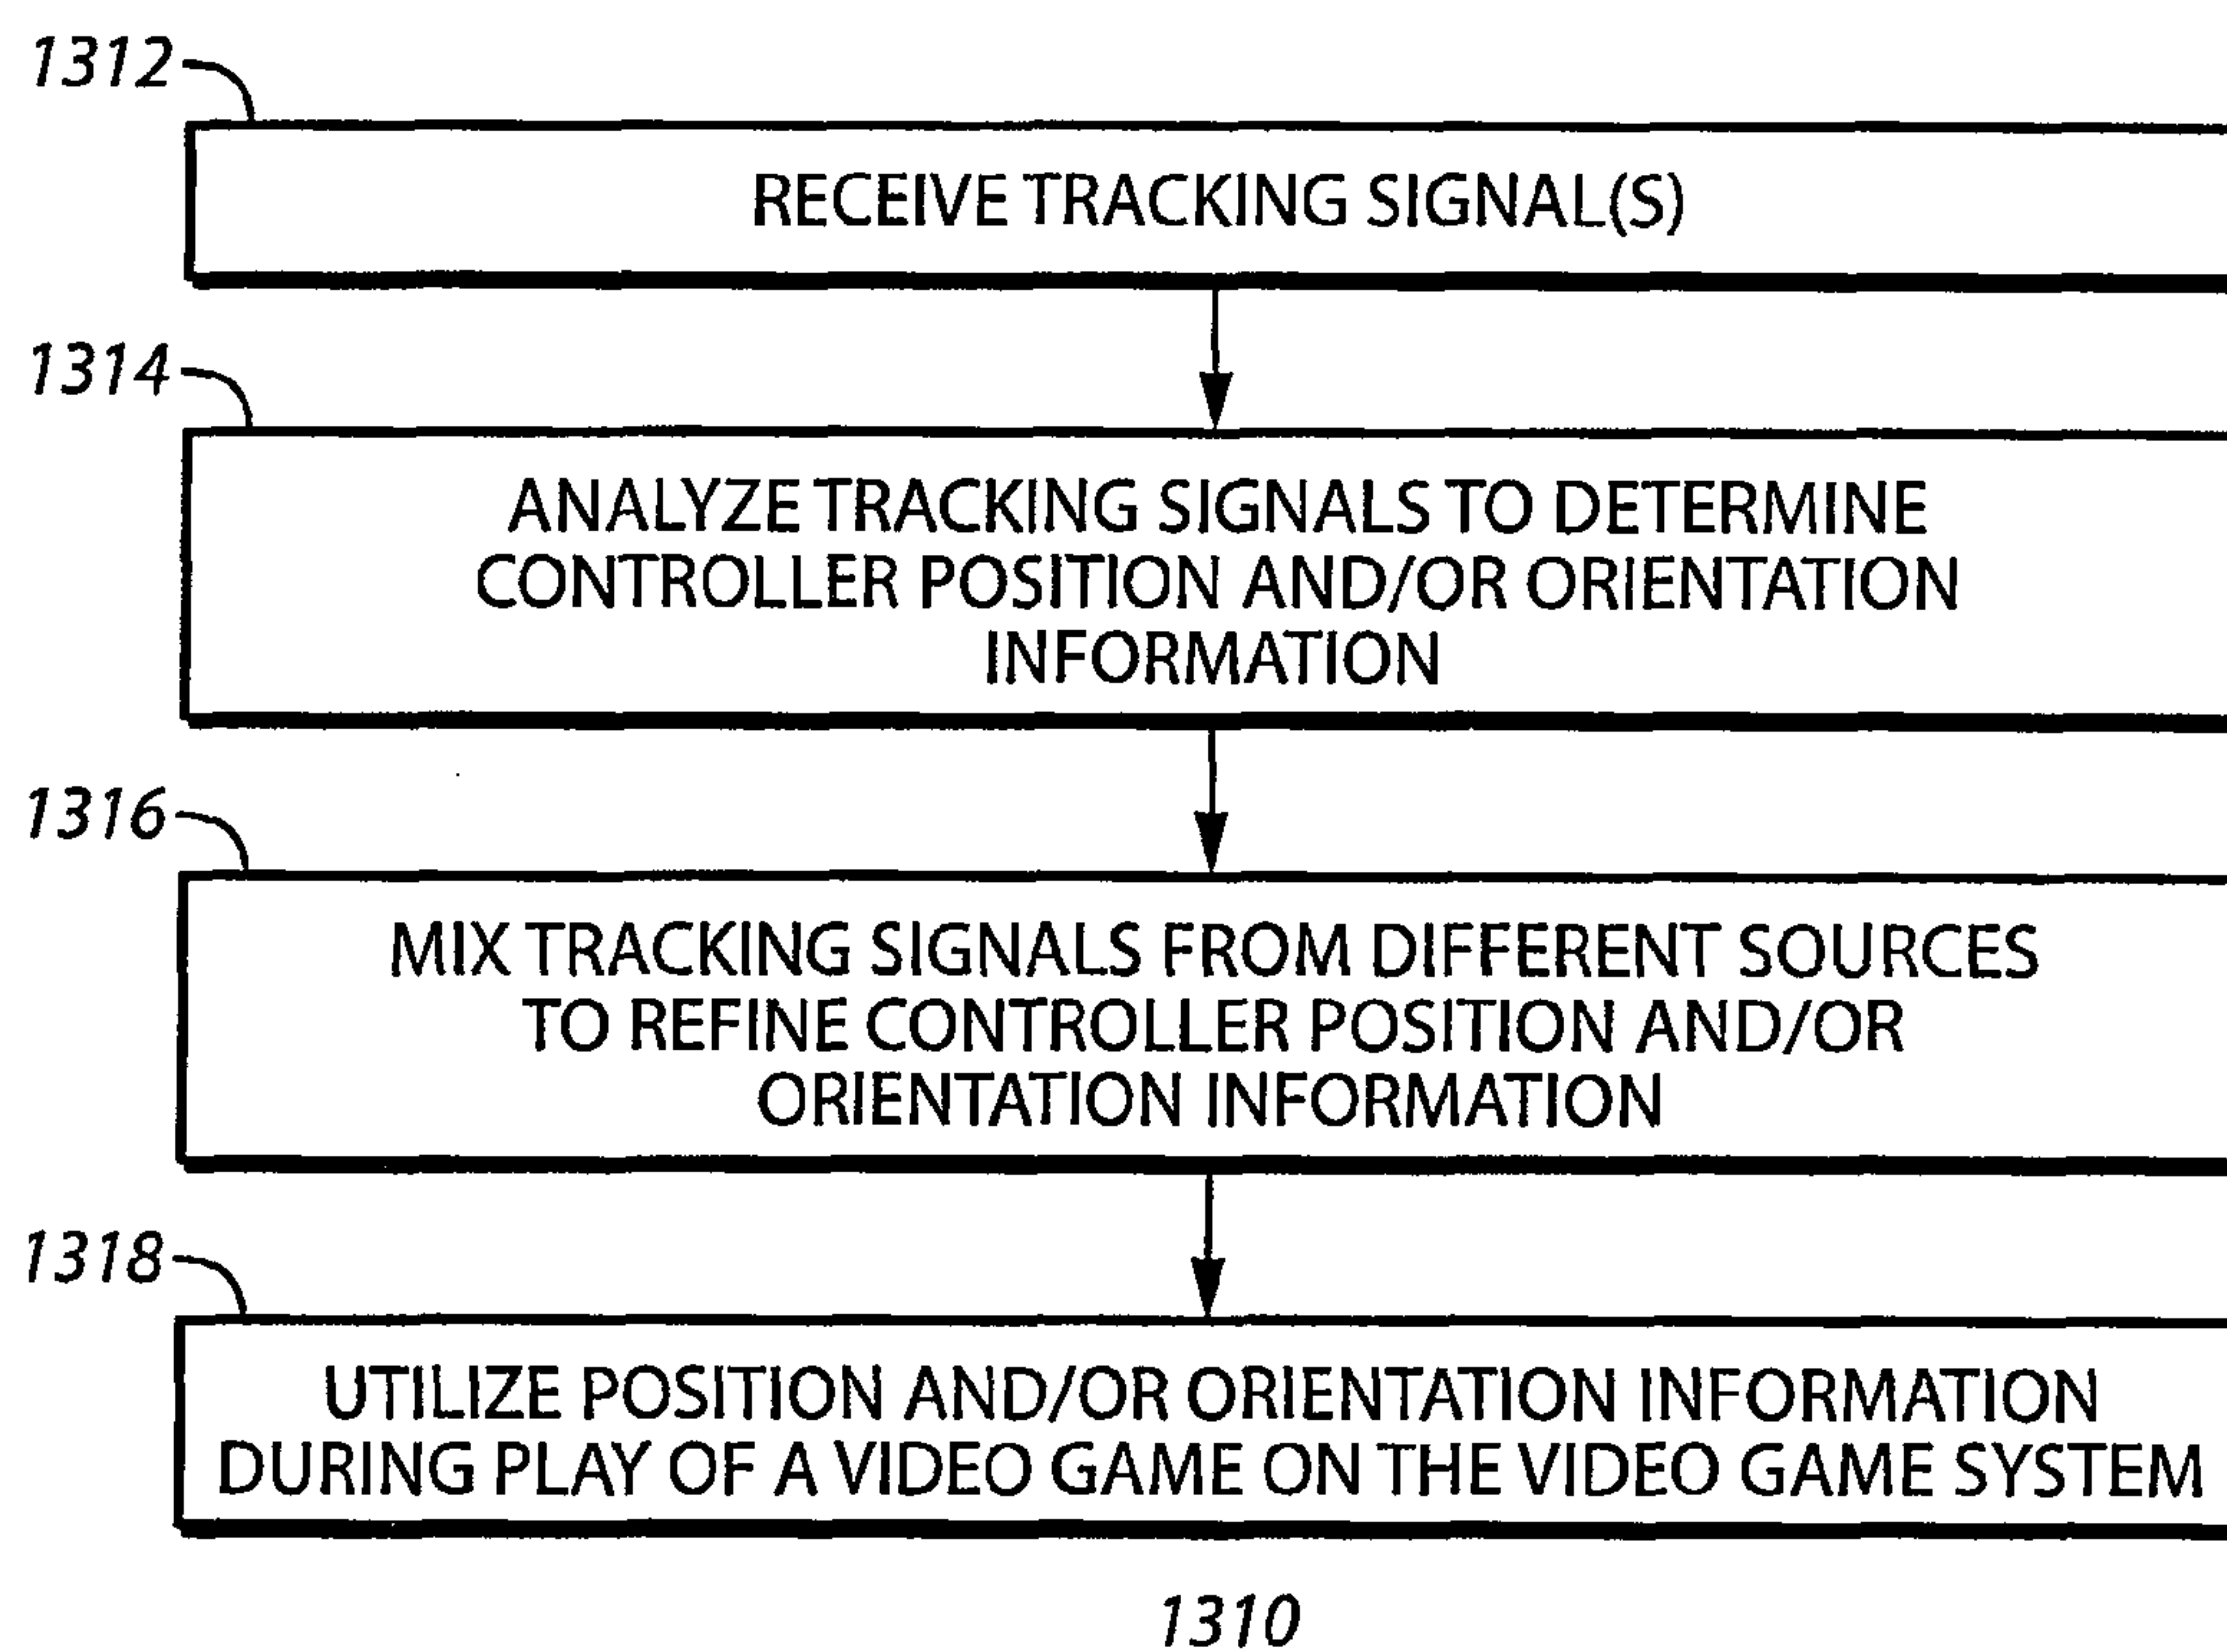 1312
RECEIVE TRACKING SIGNAL(S)
1314
ANALYZE TRACKING SIGNALS TO DETERMINE
CONTROLLER POSITION AND/OR ORIENTATION
INFORMATION
1316
MIX TRACKING SIGNALS FROM DIFFERENT SOURCES
TO REFINE CONTROLLER POSITION AND/OR
ORIENTATION INFORMATION
1318
UTILIZE POSITION AND/OR ORIENTATION INFORMATION
DURING PLAY OF A VIDEO GAME ON THE VIDEO GAME SYSTEM
1310